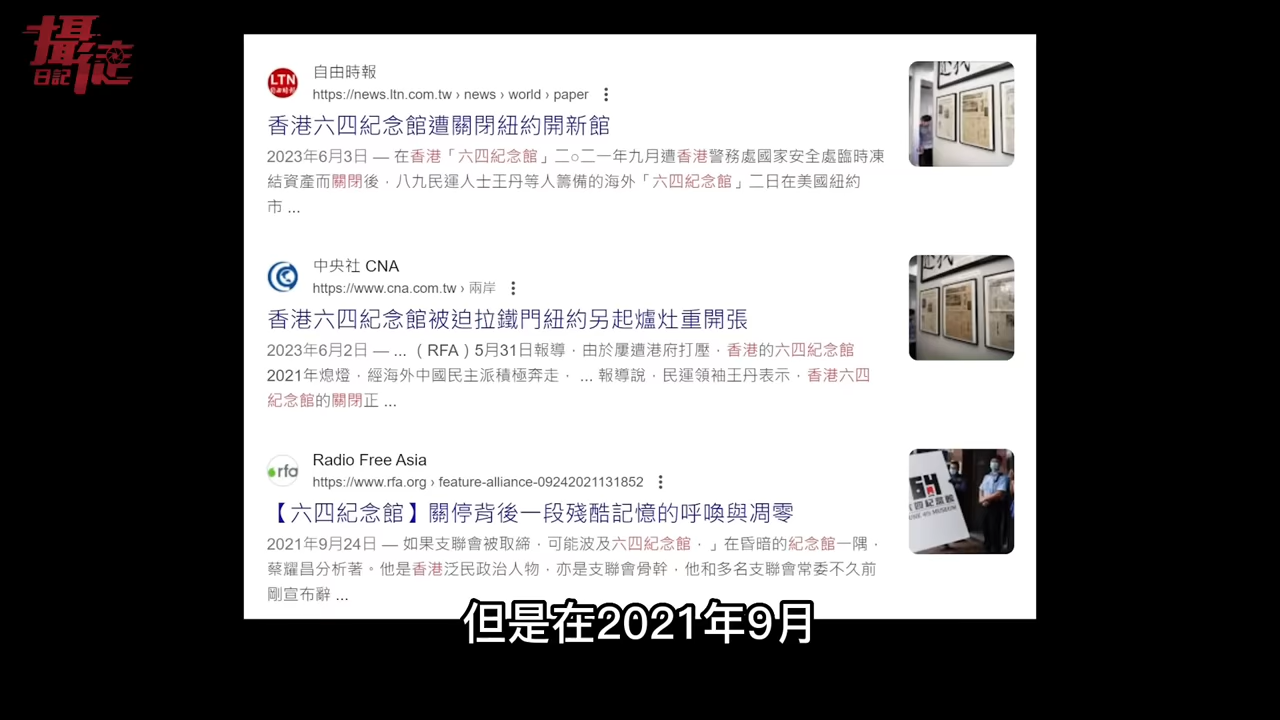 攝徒
日記
LTN
自由時報
https://news.ltn.com.tw › news › world › paper
香港六四紀念館遭關閉紐約開新館
2023年6月3日 — 在香港「六四紀念館」二○二一年九月遭香港警務處國家安全處臨時凍
結資產而關閉後，八九民運人士王丹等人籌備的海外「六四紀念館」二日在美國紐約
市 ...
中央社 CNA
https://www.cna.com.tw › 兩岸
香港六四紀念館被迫拉鐵門紐約另起爐灶重開張
2023年6月2日 — ... （RFA）5月31日報導，由於屢遭港府打壓，香港的六四紀念館
2021年熄燈，經海外中國民主派積極奔走， ... 報導說，民運領袖王丹表示，香港六四
紀念館的關閉正 ...
rfa
Radio Free Asia
https://www.rfa.org › feature-alliance-09242021131852
【六四紀念館】關停背後一段殘酷記憶的呼喚與凋零
2021年9月24日 — 如果支聯會被取締，可能波及六四紀念館，」在昏暗的紀念館一隅，
蔡耀昌分析著。他是香港泛民政治人物，亦是支聯會骨幹，他和多名支聯會常委不久前
剛宣布辭 ...
64
但是在2021年9月